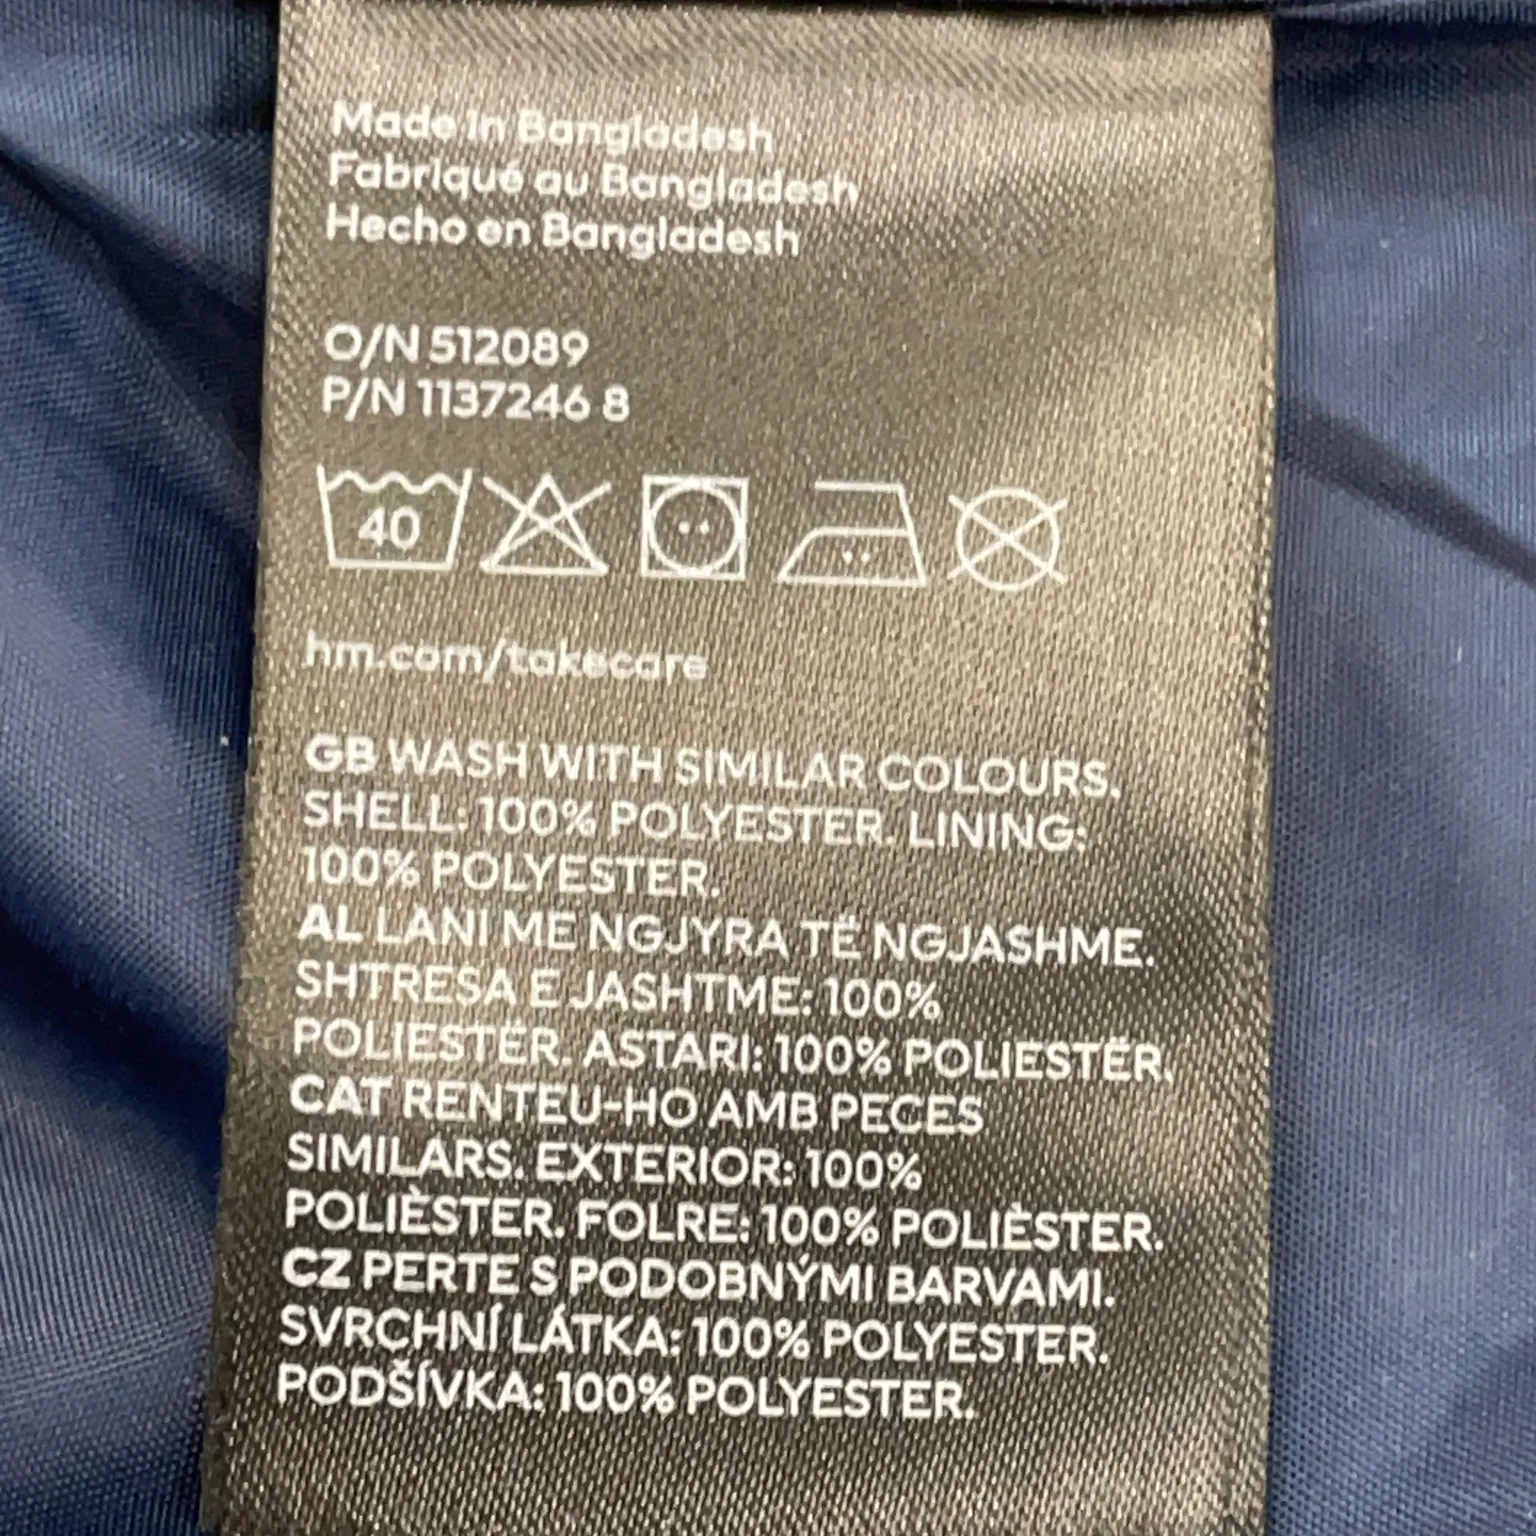 Made in Bangladesh
Fabriqué au Bangladesh
Hecho en Bangladesh
O/N 512089
P/N 1137246 8
40
hm.com/takecare
GB WASH WITH SIMILAR COLOURS.
SHELL: 100% POLYESTER. LINING:
100% POLYESTER.
AL LANI ME NGJYRA TË NGJASHME.
SHTRESA E JASHTME: 100%
POLIESTËR. ASTARI: 100% POLIESTËR.
CAT RENTEU-HO AMB PECES
SIMILARS. EXTERIOR: 100%
POLIÈSTER. FOLRE: 100% POLIÈSTER.
CZ PERTE S PODOBNÝMI BARVAMI.
SVRCHNÍ LÁTKA: 100% POLYESTER.
PODŠÍVKA: 100% POLYESTER.